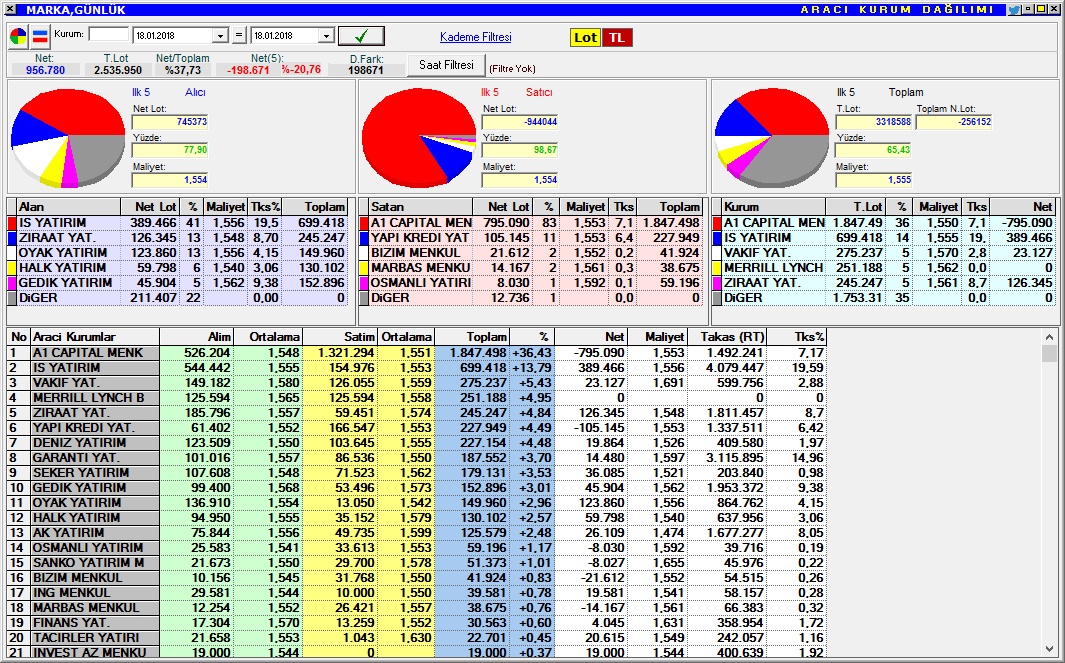 MARKA,GÜNLÜK ARACI KURUM DAĞILIMI
Kurum: 18.01.2018 = 18.01.2018 Kademe Filtresi Lot TL
Net: T.Lot Net/Toplam Net(5): D.Fark:
956.780 2.535.950 %37,73 -198.671 %-20,76 198671 Saat Filtresi (Filtre Yok)
Ilk 5 Alıcı
Net Lot:
745373
Yüzde:
77,90
Maliyet:
1,554
Ilk 5 Satıcı
Net Lot:
-944044
Yüzde:
98,67
Maliyet:
1,554
Ilk 5 Toplam
T.Lot: Toplam N.Lot:
3318588 -256152
Yüzde:
65,43
Maliyet:
1,555
Alan Net Lot % Maliyet Tks% Toplam
IS YATIRIM 389.466 41 1,556 19,5 699.418
ZIRAAT YAT. 126.345 13 1,548 8,70 245.247
OYAK YATIRIM 123.860 13 1,556 4,15 149.960
HALK YATIRIM 59.798 6 1,540 3,06 130.102
GEDIK YATIRIM 45.904 5 1,562 9,38 152.896
DiGER 211.407 22 0,00 0
Satan Net Lot % Maliyet Tks Toplam
A1 CAPITAL MEN 795.090 83 1,553 7,1 1.847.498
YAPI KREDI YAT 105.145 11 1,553 6,4 227.949
BIZIM MENKUL 21.612 2 1,552 0,2 41.924
MARBAS MENKU 14.167 2 1,561 0,3 38.675
OSMANLI YATIRI 8.030 1 1,592 0,1 59.196
DiGER 12.736 1 0,0 0
Kurum T.Lot % Maliyet Tks Net
A1 CAPITAL MEN 1.847.49 36 1,550 7,1 -795.090
IS YATIRIM 699.418 14 1,555 19, 389.466
VAKIF YAT. 275.237 5 1,570 2,8 23.127
MERRILL LYNCH 251.188 5 1,562 0,0 0
ZIRAAT YAT. 245.247 5 1,561 8,7 126.345
DiGER 1.753.31 35 0,0 0
No Araci Kurumlar Alim Ortalama Satim Ortalama Toplam % Net Maliyet Takas (RT) Tks%
1 A1 CAPITAL MENK 526.204 1,548 1.321.294 1,551 1.847.498 +36,43 -795.090 1,553 1.492.241 7,17
2 IS YATIRIM 544.442 1,555 154.976 1,553 699.418 +13,79 389.466 1,556 4.079.447 19,59
3 VAKIF YAT. 149.182 1,580 126.055 1,559 275.237 +5,43 23.127 1,691 599.756 2,88
4 MERRILL LYNCH B 125.594 1,565 125.594 1,558 251.188 +4,95 0 0 0 0
5 ZIRAAT YAT. 185.796 1,557 59.451 1,574 245.247 +4,84 126.345 1,548 1.811.457 8,7
6 YAPI KREDI YAT. 61.402 1,552 166.547 1,553 227.949 +4,49 -105.145 1,553 1.337.511 6,42
7 DENIZ YATIRIM 123.509 1,550 103.645 1,555 227.154 +4,48 19.864 1,526 409.580 1,97
8 GARANTI YAT. 101.016 1,557 86.536 1,550 187.552 +3,70 14.480 1,597 3.115.895 14,96
9 SEKER YATIRIM 107.608 1,548 71.523 1,562 179.131 +3,53 36.085 1,521 203.840 0,98
10 GEDIK YATIRIM 99.400 1,568 53.496 1,573 152.896 +3,01 45.904 1,562 1.953.372 9,38
11 OYAK YATIRIM 136.910 1,554 13.050 1,542 149.960 +2,96 123.860 1,556 864.762 4,15
12 HALK YATIRIM 94.950 1,555 35.152 1,579 130.102 +2,57 59.798 1,540 637.956 3,06
13 AK YATIRIM 75.844 1,556 49.735 1,599 125.579 +2,48 26.109 1,474 1.677.277 8,05
14 OSMANLI YATIRIM 25.583 1,541 33.613 1,553 59.196 +1,17 -8.030 1,592 39.716 0,19
15 SANKO YATIRIM M 21.673 1,550 29.700 1,578 51.373 +1,01 -8.027 1,655 45.976 0,22
16 BIZIM MENKUL 10.156 1,545 31.768 1,550 41.924 +0,83 -21.612 1,552 54.515 0,26
17 ING MENKUL 29.581 1,544 10.000 1,550 39.581 +0,78 19.581 1,541 58.157 0,28
18 MARBAS MENKUL 12.254 1,552 26.421 1,557 38.675 +0,76 -14.167 1,561 66.383 0,32
19 FINANS YAT. 17.304 1,570 13.259 1,552 30.563 +0,60 4.045 1,631 358.954 1,72
20 TACIRLER YATIRI 21.658 1,553 1.043 1,630 22.701 +0,45 20.615 1,549 242.057 1,16
21 INVEST AZ MENKU 19.000 1,544 0 19.000 +0,37 19.000 1,544 400.639 1,92